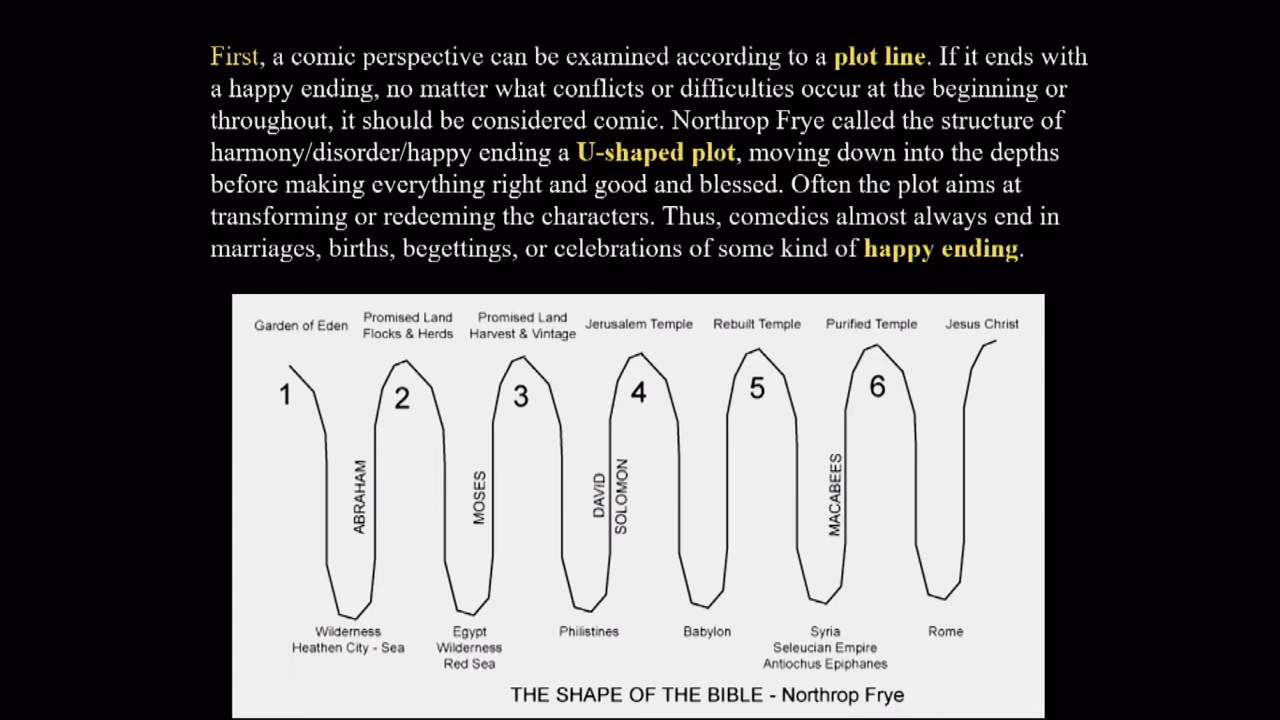 First, a comic perspective can be examined according to a plot line. If it ends with
a happy ending, no matter what conflicts or difficulties occur at the beginning or
throughout, it should be considered comic. Northrop Frye called the structure of
harmony/disorder/happy ending a U-shaped plot, moving down into the depths
before making everything right and good and blessed. Often the plot aims at
transforming or redeeming the characters. Thus, comedies almost always end in
marriages, births, begettings, or celebrations of some kind of happy ending.
Garden of Eden
Promised Land
Flocks & Herds
Promised Land
Harvest & Vintage
Jerusalem Temple
Rebuilt Temple
Purified Temple
Jesus Christ
1
2
3
4
5
6
ABRAHAM
MOSES
DAVID
SOLOMON
MACABEES
Wilderness
Heathen City - Sea
Egypt
Wilderness
Red Sea
Philistines
Babylon
Syria
Seleucian Empire
Antiochus Epiphanes
Rome
THE SHAPE OF THE BIBLE - Northrop Frye